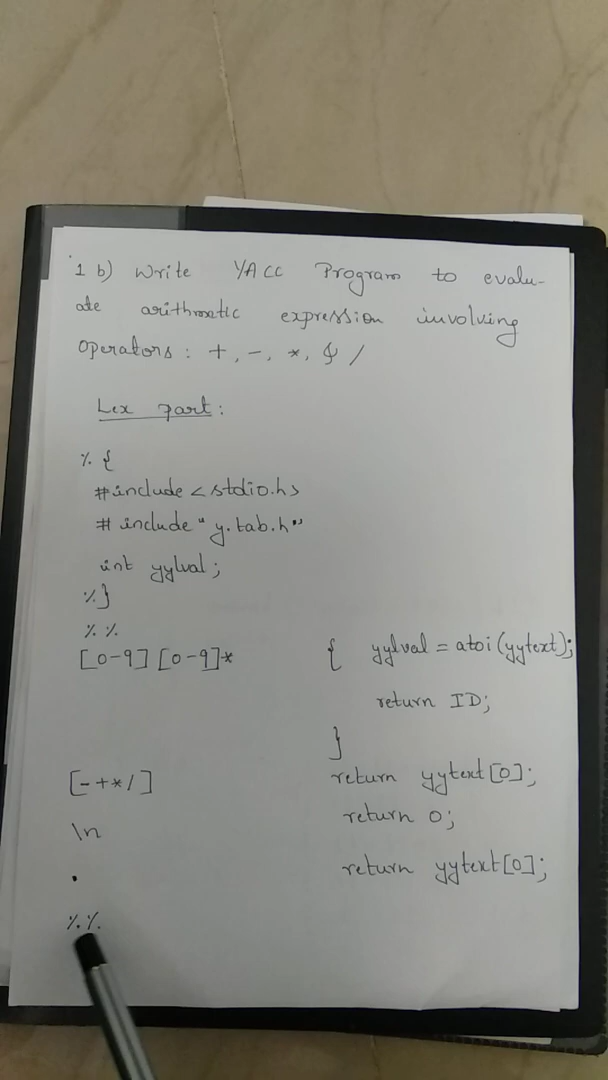 1 b) Write YACC Program to evalu-
ate arithmetic expression involving
Operators : +, -, *, & /
Lex part :
%{
#include <stdio.h>
# include "y.tab.h"
int yylval;
%}
%%
[0-9] [0-9]* { yylval = atoi (yytext);
return ID;
}
[-+*/] return yytext[0];
\n return 0;
. return yytext[0];
%%